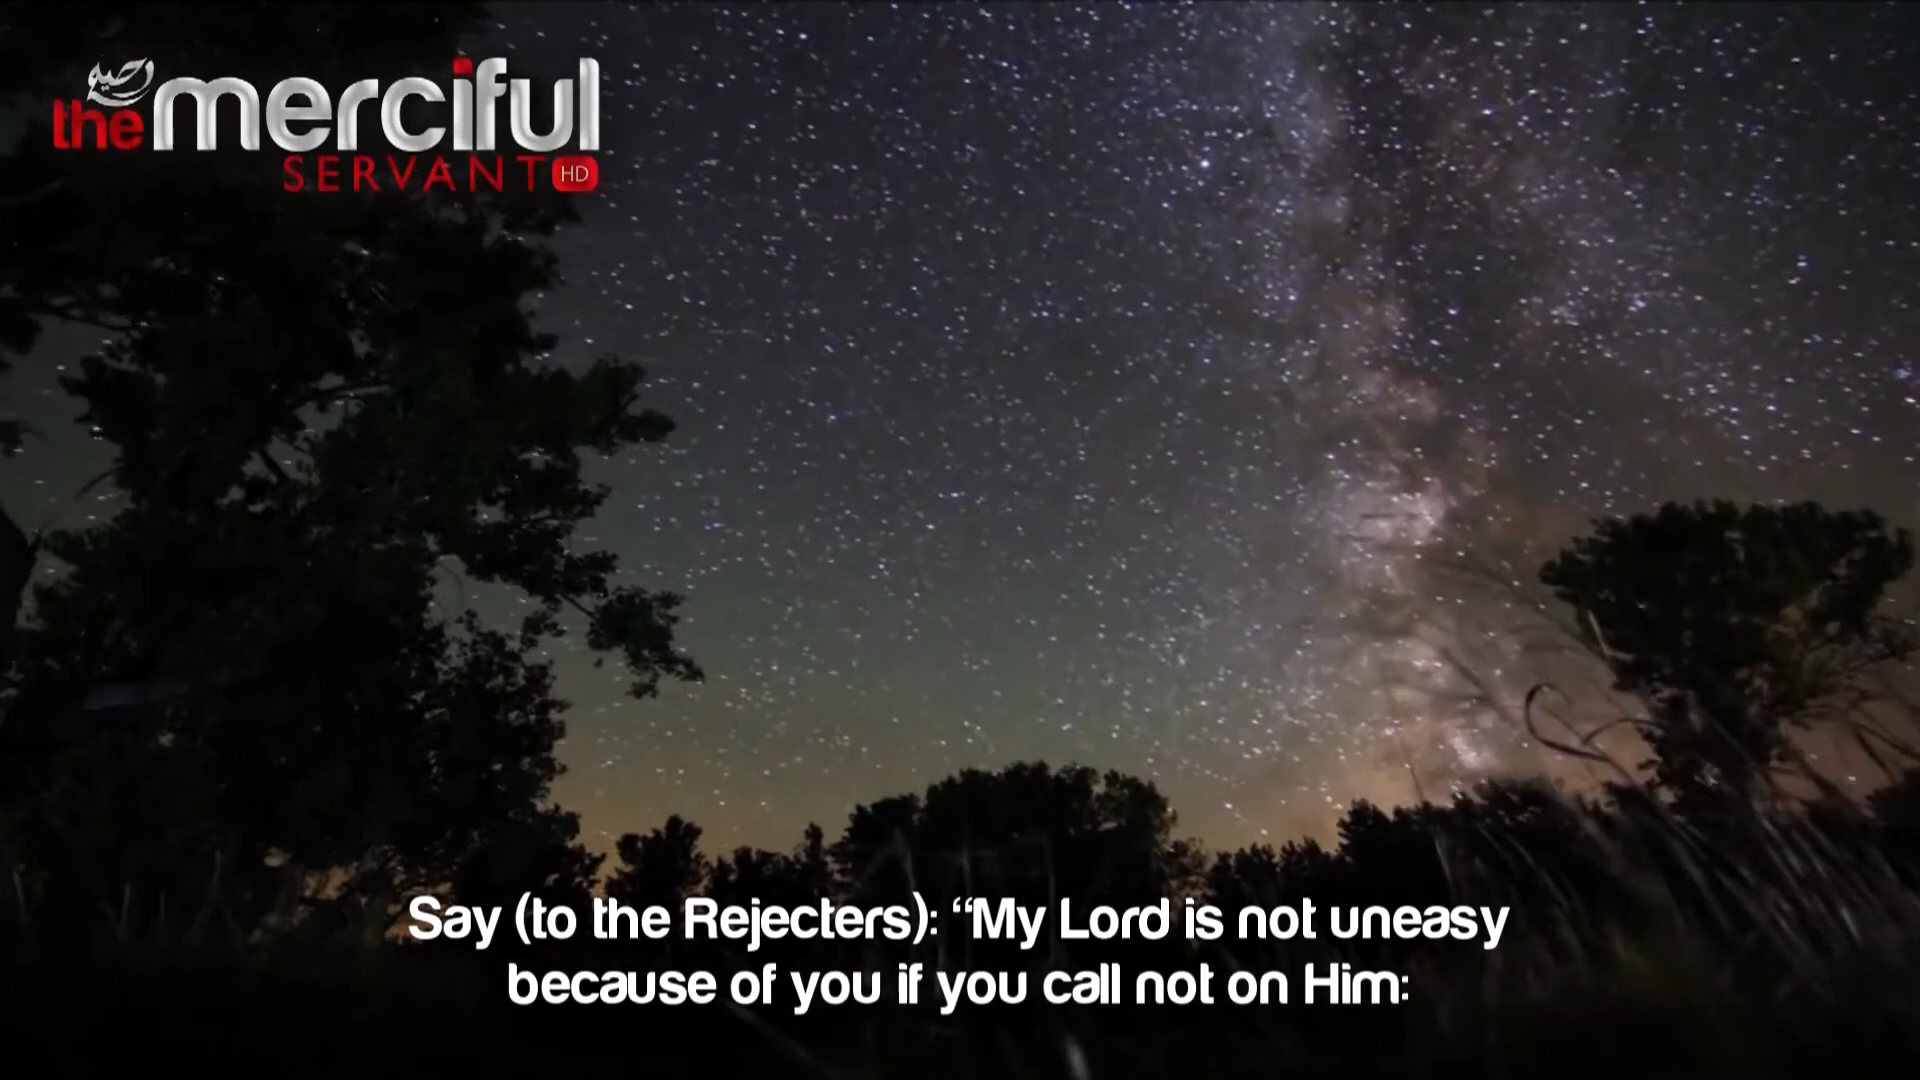 the merciful
SERVANT HD
Say (to the Rejecters): “My Lord is not uneasy
because of you if you call not on Him: